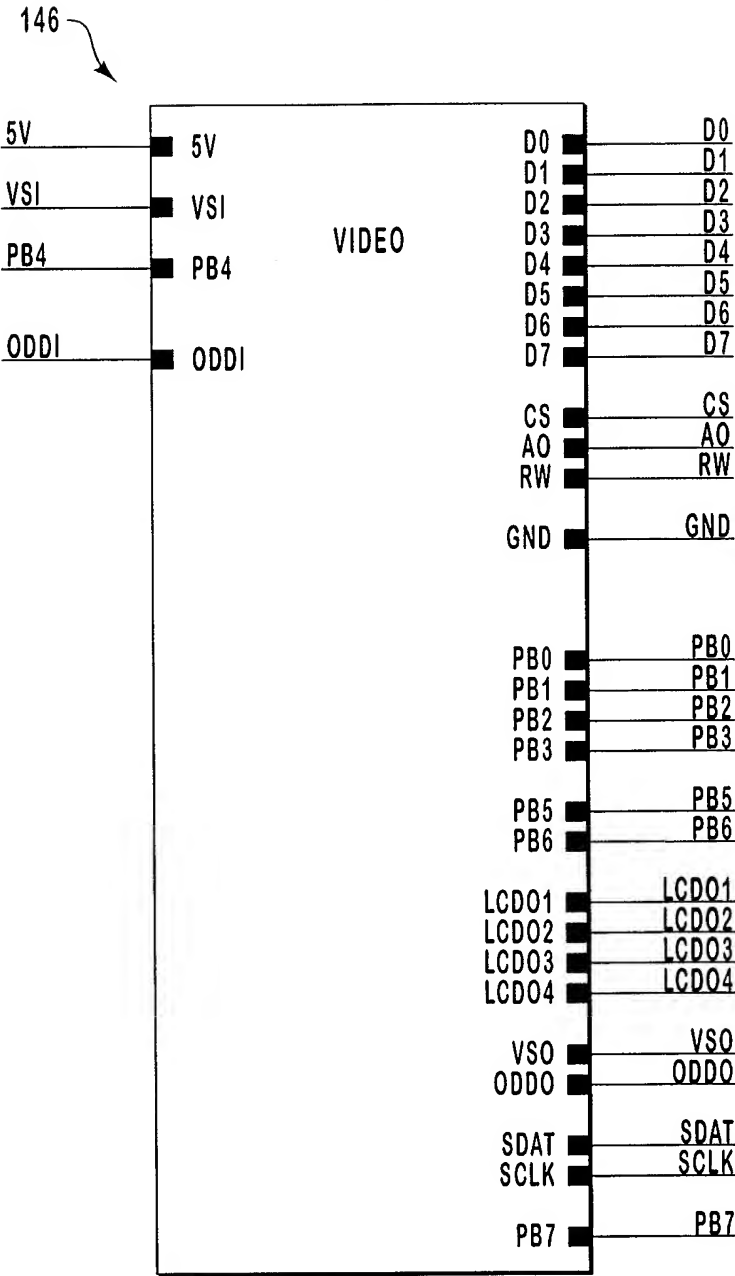 146
5V 5V D0 D0
D1 D1
VSI VSI D2 D2
VIDEO D3 D3
PB4 PB4 D4 D4
D5 D5
D6 D6
ODDI ODDI D7 D7
CS CS
AO AO
RW RW
GND GND
PB0 PB0
PB1 PB1
PB2 PB2
PB3 PB3
PB5 PB5
PB6 PB6
LCDO1 LCDO1
LCDO2 LCDO2
LCDO3 LCDO3
LCDO4 LCDO4
VSO VSO
ODDO ODDO
SDAT SDAT
SCLK SCLK
PB7 PB7